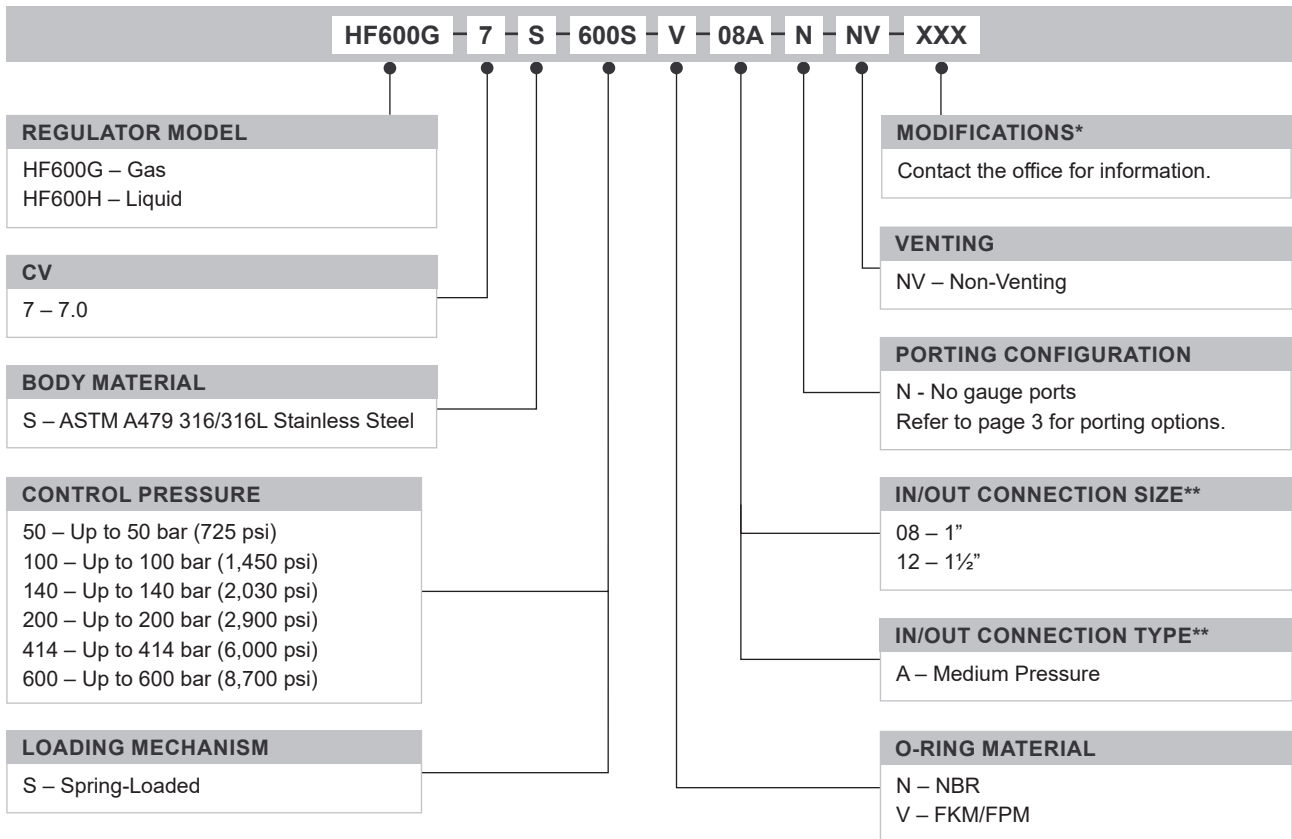 HF600G – 7 – S – 600S – V – 08A – N – NV – XXX
REGULATOR MODEL
HF600G – Gas
HF600H – Liquid
CV
7 – 7.0
BODY MATERIAL
S – ASTM A479 316/316L Stainless Steel
CONTROL PRESSURE
50 – Up to 50 bar (725 psi)
100 – Up to 100 bar (1,450 psi)
140 – Up to 140 bar (2,030 psi)
200 – Up to 200 bar (2,900 psi)
414 – Up to 414 bar (6,000 psi)
600 – Up to 600 bar (8,700 psi)
LOADING MECHANISM
S – Spring-Loaded
MODIFICATIONS*
Contact the office for information.
VENTING
NV – Non-Venting
PORTING CONFIGURATION
N - No gauge ports
Refer to page 3 for porting options.
IN/OUT CONNECTION SIZE**
08 – 1”
12 – 1½”
IN/OUT CONNECTION TYPE**
A – Medium Pressure
O-RING MATERIAL
N – NBR
V – FKM/FPM